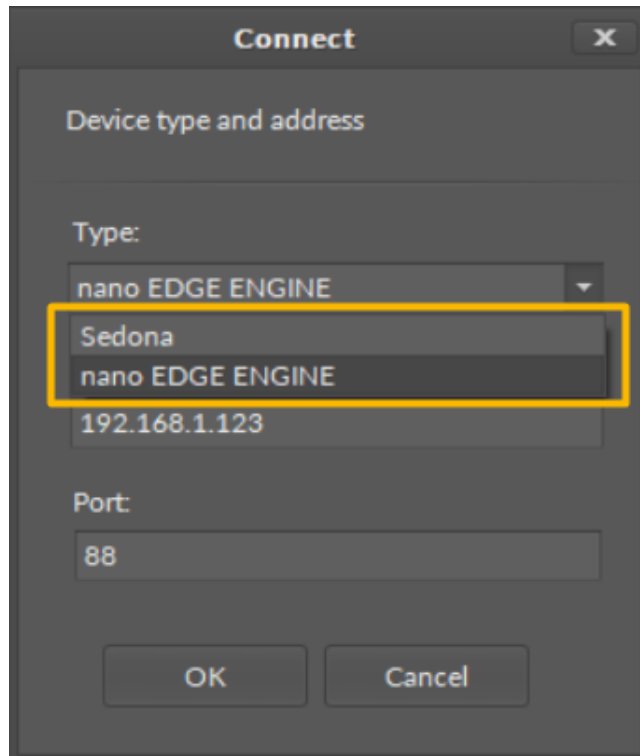 Connect
Device type and address
Type:
nano EDGE ENGINE
Sedona
nano EDGE ENGINE
192.168.1.123
Port:
88
OK
Cancel